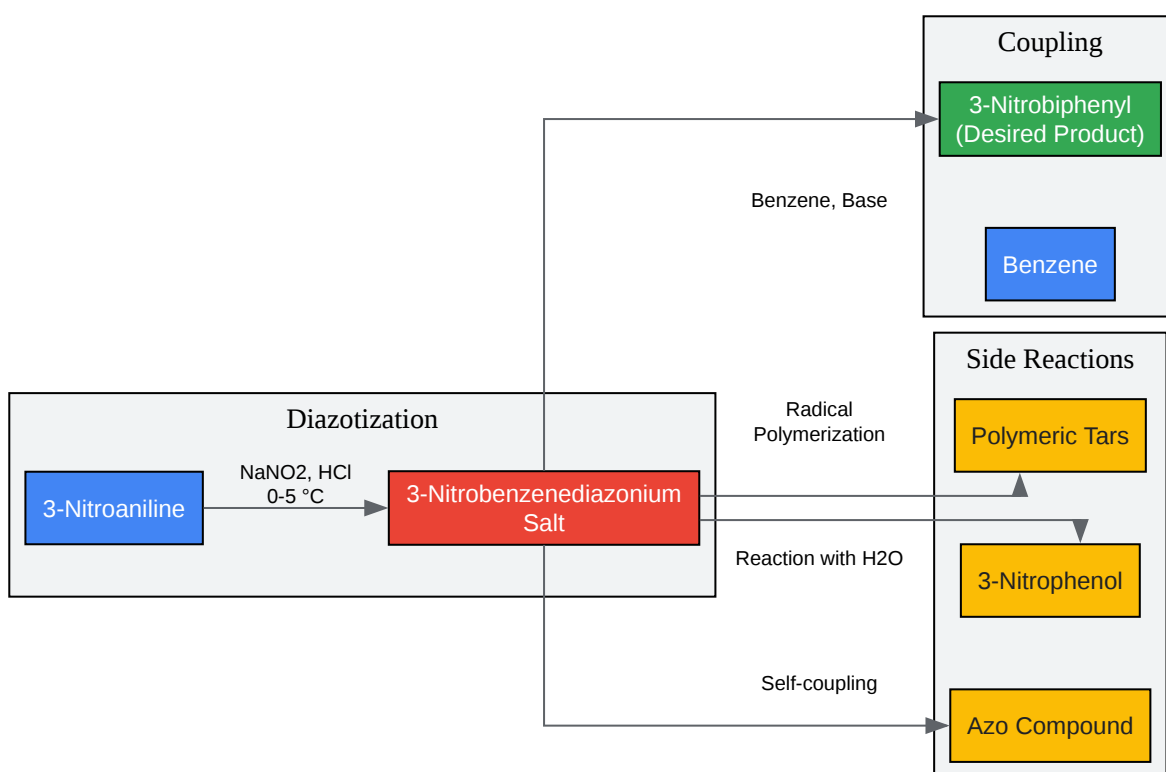 Coupling
3-Nitrobiphenyl
(Desired Product)
Benzene, Base
Benzene
Side Reactions
Diazotization
Radical
Polymerization
Polymeric Tars
3-Nitroaniline
NaNO2, HCl
0-5 °C
3-Nitrobenzenediazonium
Salt
Reaction with H2O
3-Nitrophenol
Self-coupling
Azo Compound